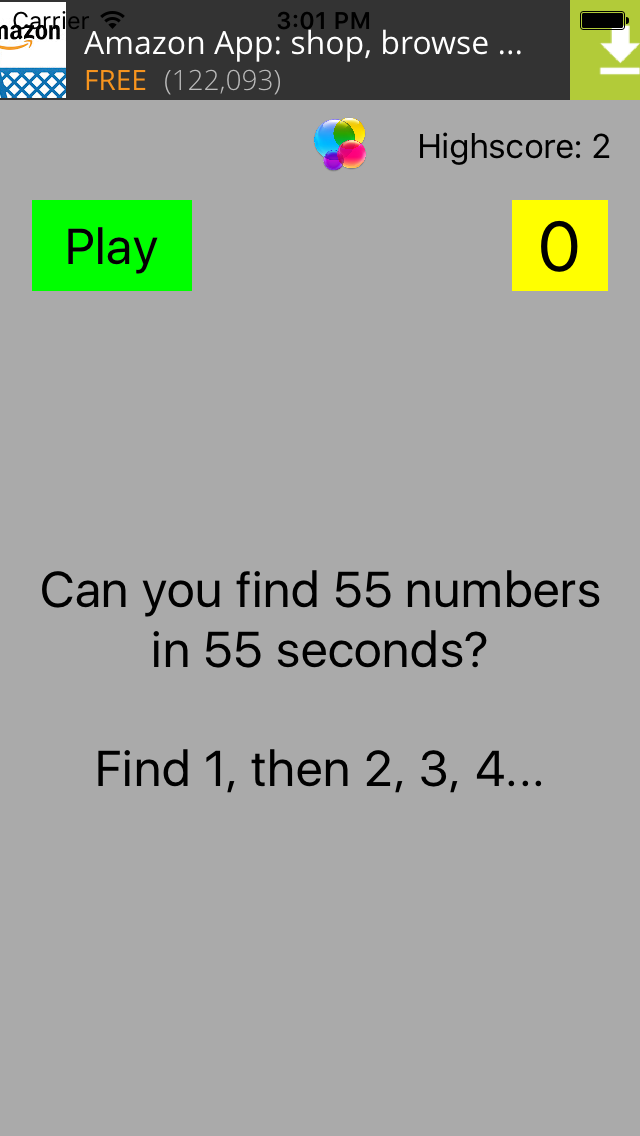 Carrier 3:01 PM
mazon
Amazon App: shop, browse ...
FREE (122,093)
Highscore: 2
Play
0
Can you find 55 numbers
in 55 seconds?
Find 1, then 2, 3, 4...